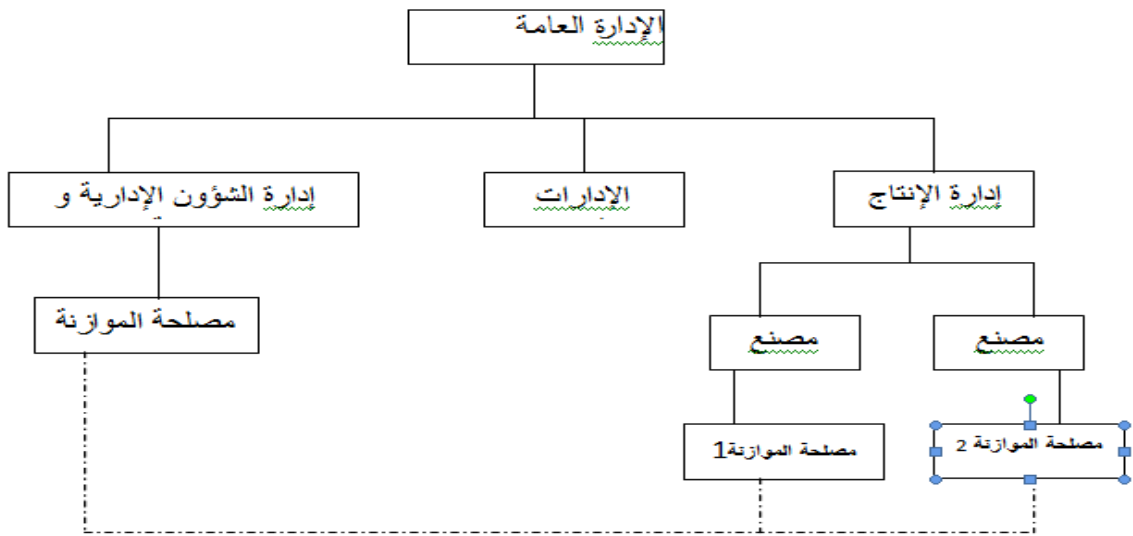 الإدارة العامة
إدارة الإنتاج
الإدارات
إدارة الشؤون الإدارية و
مصنع
مصنع
مصلحة الموازنة
مصلحة الموازنة 2
مصلحة الموازنة1